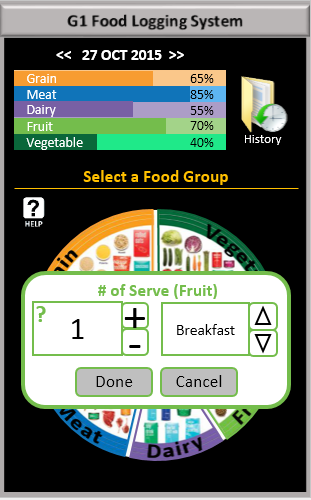 G1 Food Logging System
<< 27 OCT 2015 >>
Grain 65%
Meat 85%
Dairy 55%
Fruit 70%
Vegetable 40%
History
Select a Food Group
?
HELP
# of Serve (Fruit)
?
1
+
-
Breakfast
Done Cancel
Meat
Dairy